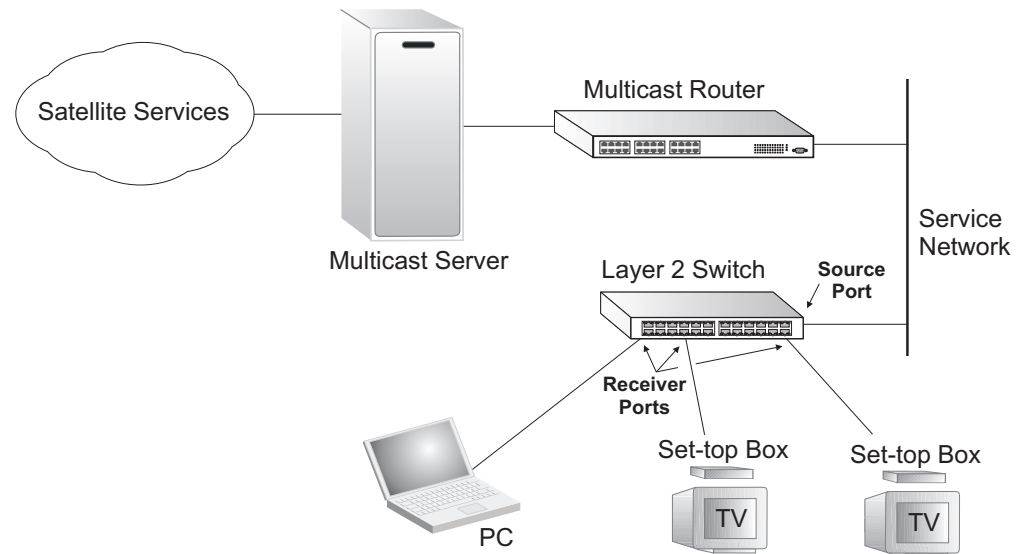 Satellite Services
Multicast Router
Multicast Server
Service
Network
Layer 2 Switch
Source
Port
Receiver
Ports
Set-top Box
Set-top Box
TV
TV
PC